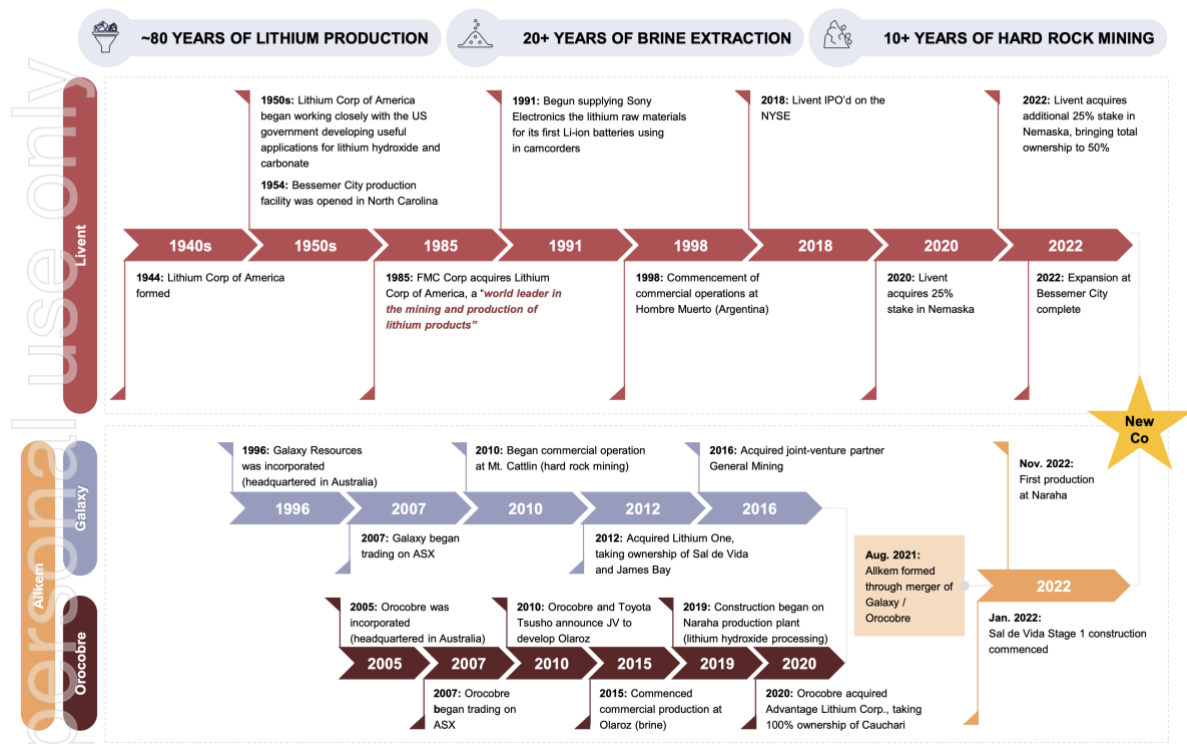 ~80 YEARS OF LITHIUM PRODUCTION
20+ YEARS OF BRINE EXTRACTION
10+ YEARS OF HARD ROCK MINING
personal use only
Livent
1950s: Lithium Corp of America
began working closely with the US
government developing useful
applications for lithium hydroxide and
carbonate
1954: Bessemer City production
facility was opened in North Carolina
1991: Begun supplying Sony
Electronics the lithium raw materials
for its first Li-ion batteries using
in camcorders
2018: Livent IPO'd on the
NYSE
2022: Livent acquires
additional 25% stake in
Nemaska, bringing total
ownership to 50%
1940s
1950s
1985
1991
1998
2018
2020
2022
1944: Lithium Corp of America
formed
1985: FMC Corp acquires Lithium
Corp of America, a “world leader in
the mining and production of
lithium products”
1998: Commencement of
commercial operations at
Hombre Muerto (Argentina)
2020: Livent
acquires 25%
stake in Nemaska
2022: Expansion at
Bessemer City
complete
New
Co
Allkem
Galaxy
1996: Galaxy Resources
was incorporated
(headquartered in Australia)
2010: Began commercial operation
at Mt. Cattlin (hard rock mining)
2016: Acquired joint-venture partner
General Mining
1996
2007
2010
2012
2016
2007: Galaxy began
trading on ASX
2012: Acquired Lithium One,
taking ownership of Sal de Vida
and James Bay
Nov. 2022:
First production
at Naraha
Aug. 2021:
Allkem formed
through merger of
Galaxy /
Orocobre
2022
Jan. 2022:
Sal de Vida Stage 1 construction
commenced
Orocobre
2005: Orocobre was
incorporated
(headquartered in Australia)
2010: Orocobre and Toyota
Tsusho announce JV to
develop Olaroz
2019: Construction began on
Naraha production plant
(lithium hydroxide processing)
2005
2007
2010
2015
2019
2020
2007: Orocobre
began trading on
ASX
2015: Commenced
commercial production at
Olaroz (brine)
2020: Orocobre acquired
Advantage Lithium Corp., taking
100% ownership of Cauchari